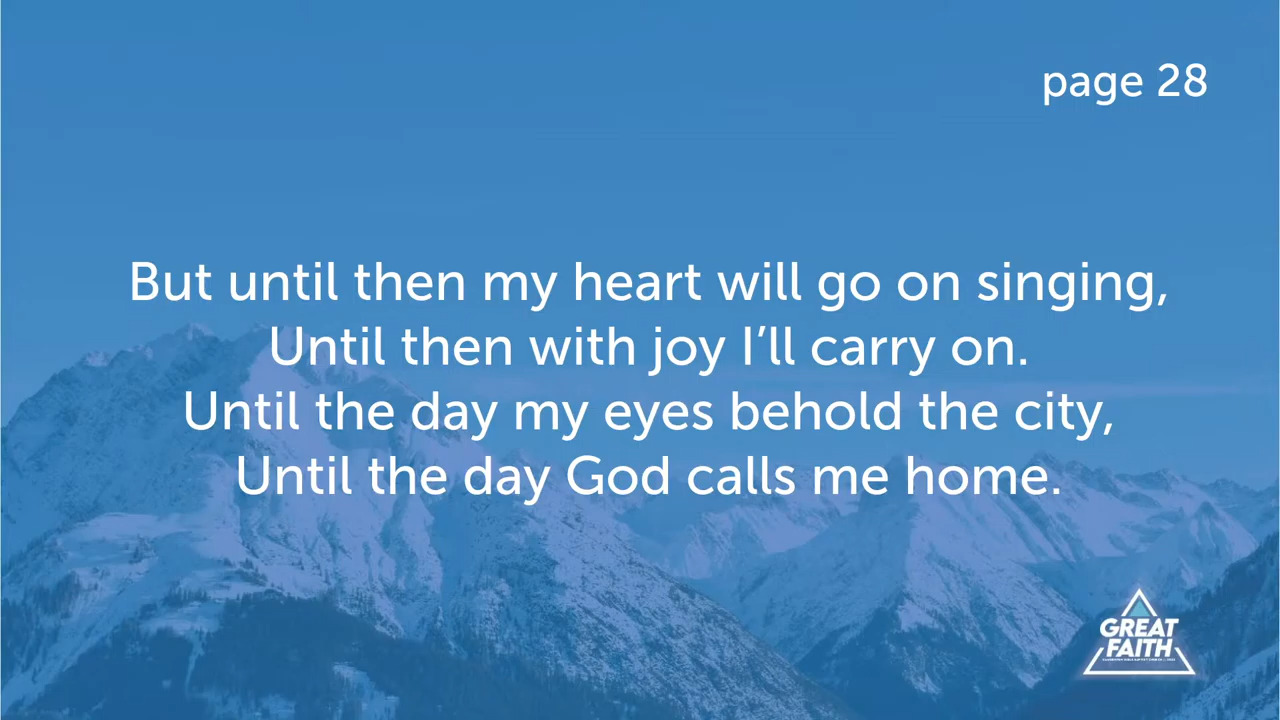 page 28
But until then my heart will go on singing,
Until then with joy I’ll carry on.
Until the day my eyes behold the city,
Until the day God calls me home.
GREAT
FAITH